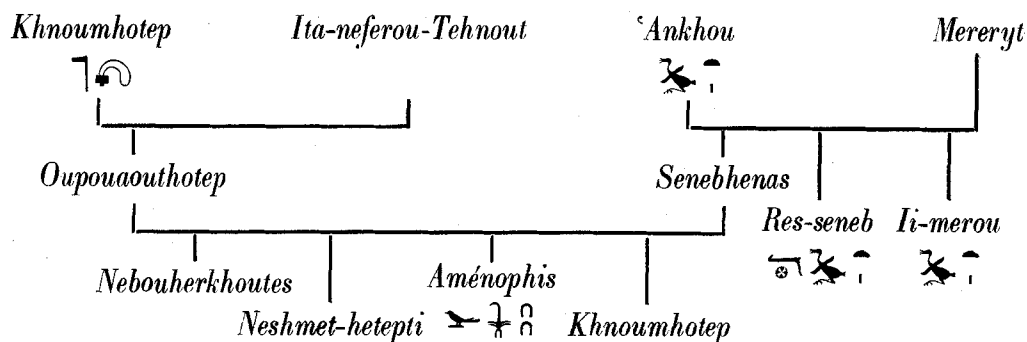 Khnoumhotep Ita-neferou-Tehnout ʿAnkhou Mereryt
Oupouaouthotep Senebhenas
Res-seneb Ii-merou
Nebouherkhoutes Aménophis
Neshmet-hetepti Khnoumhotep